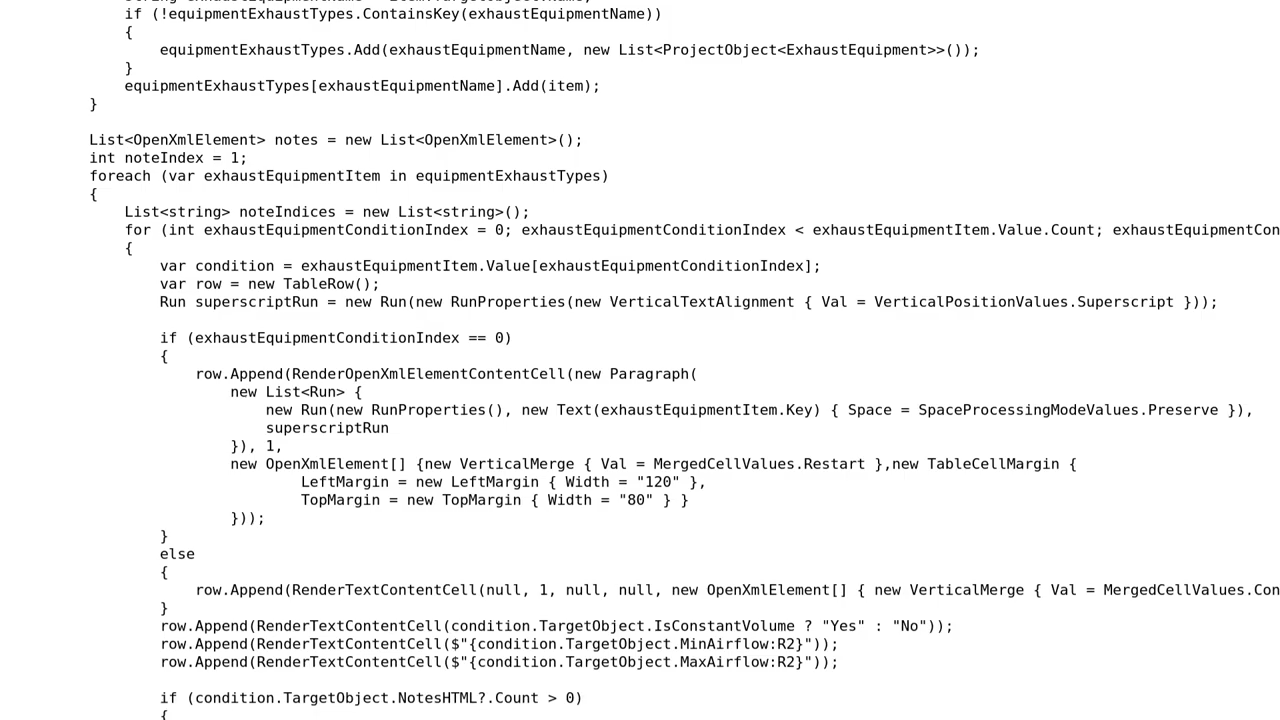 if (!equipmentExhaustTypes.ContainsKey(exhaustEquipmentName))
{
equipmentExhaustTypes.Add(exhaustEquipmentName, new List<ProjectObject<ExhaustEquipment>>());
}
equipmentExhaustTypes[exhaustEquipmentName].Add(item);
}
List<OpenXmlElement> notes = new List<OpenXmlElement>();
int noteIndex = 1;
foreach (var exhaustEquipmentItem in equipmentExhaustTypes)
{
List<string> noteIndices = new List<string>();
for (int exhaustEquipmentConditionIndex = 0; exhaustEquipmentConditionIndex < exhaustEquipmentItem.Value.Count; exhaustEquipmentCon
{
var condition = exhaustEquipmentItem.Value[exhaustEquipmentConditionIndex];
var row = new TableRow();
Run superscriptRun = new Run(new RunProperties(new VerticalTextAlignment { Val = VerticalPositionValues.Superscript }));
if (exhaustEquipmentConditionIndex == 0)
{
row.Append(RenderOpenXmlElementContentCell(new Paragraph(
new List<Run> {
new Run(new RunProperties(), new Text(exhaustEquipmentItem.Key) { Space = SpaceProcessingModeValues.Preserve }),
superscriptRun
}), 1,
new OpenXmlElement[] {new VerticalMerge { Val = MergedCellValues.Restart },new TableCellMargin {
LeftMargin = new LeftMargin { Width = "120" },
TopMargin = new TopMargin { Width = "80" } }
}));
}
else
{
row.Append(RenderTextContentCell(null, 1, null, null, new OpenXmlElement[] { new VerticalMerge { Val = MergedCellValues.Con
}
row.Append(RenderTextContentCell(condition.TargetObject.IsConstantVolume ? "Yes" : "No"));
row.Append(RenderTextContentCell($"{condition.TargetObject.MinAirflow:R2}"));
row.Append(RenderTextContentCell($"{condition.TargetObject.MaxAirflow:R2}"));
if (condition.TargetObject.NotesHTML?.Count > 0)
{